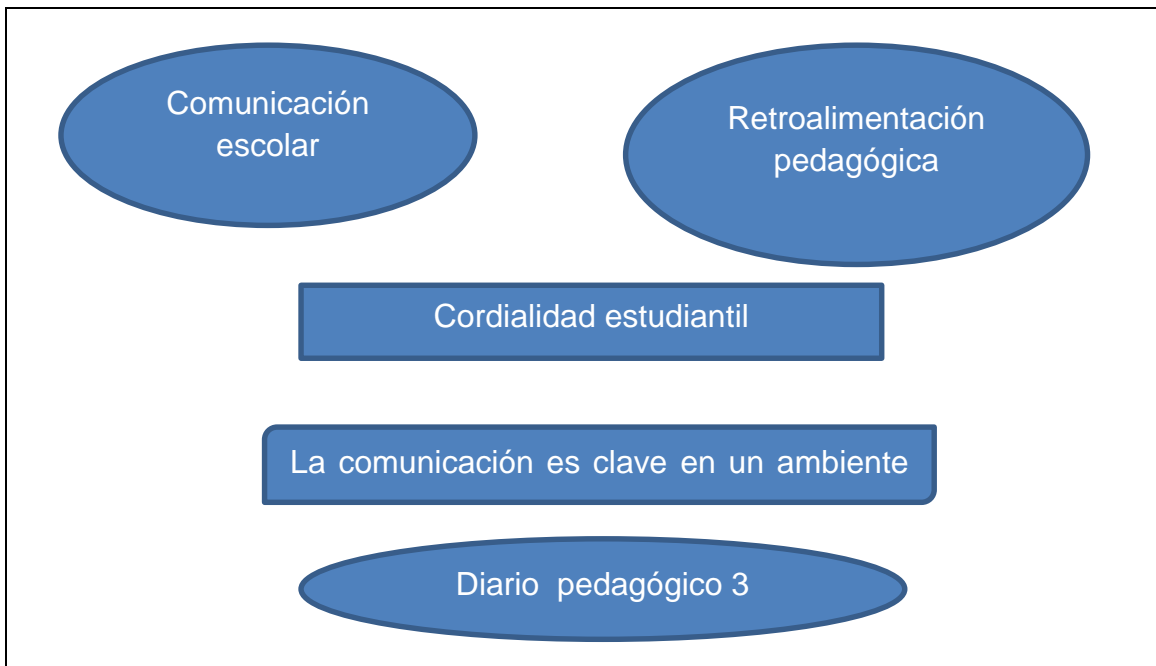 Comunicación
escolar
Retroalimentación
pedagógica
Cordialidad estudiantil
La comunicación es clave en un ambiente
Diario pedagógico 3